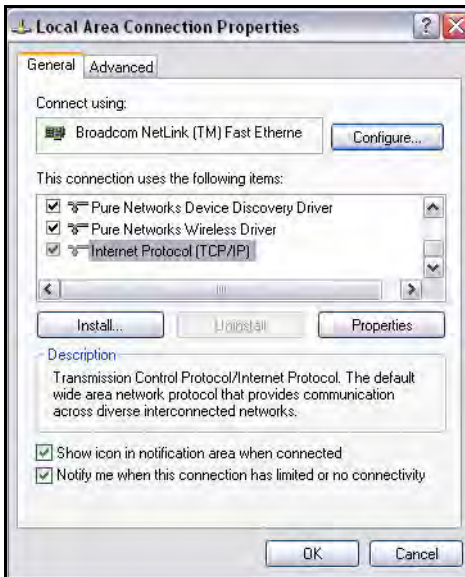 Local Area Connection Properties
General Advanced
Connect using:
Broadcom NetLink (TM) Fast Etherne
Configure...
This connection uses the following items:
Pure Networks Device Discovery Driver
Pure Networks Wireless Driver
Internet Protocol (TCP/IP)
Install... Uninstall Properties
Description
Transmission Control Protocol/Internet Protocol. The default
wide area network protocol that provides communication
across diverse interconnected networks.
Show icon in notification area when connected
Notify me when this connection has limited or no connectivity
OK Cancel